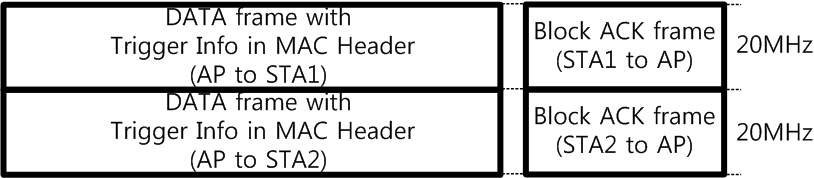 DATA frame with
Trigger Info in MAC Header
(AP to STA1)
Block ACK frame
(STA1 to AP)
20MHz
DATA frame with
Trigger Info in MAC Header
(AP to STA2)
Block ACK frame
(STA2 to AP)
20MHz